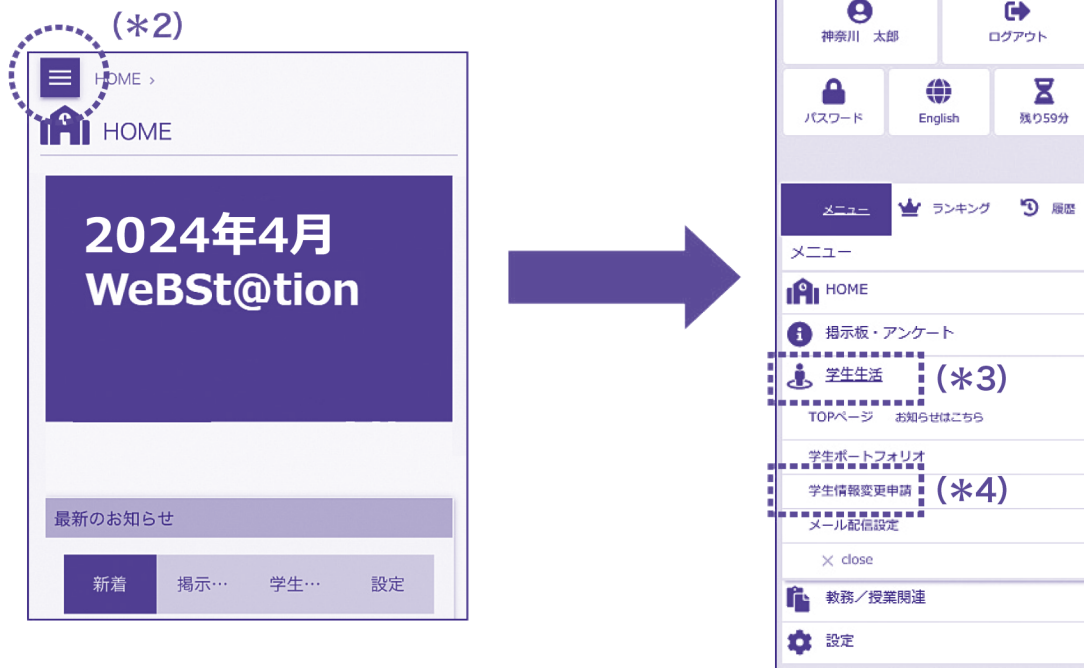 (＊2)
HOME ›
HOME
2024年4月
WeBSt@tion
最新のお知らせ
新着 掲示… 学生… 設定
神奈川 太郎 ログアウト
パスワード English 残り59分
メニュー ランキング 履歴
メニュー
HOME
掲示板・アンケート
学生生活 (＊3)
TOPページ お知らせはこちら
学生ポートフォリオ
学生情報変更申請 (＊4)
メール配信設定
× close
教務／授業関連
設定